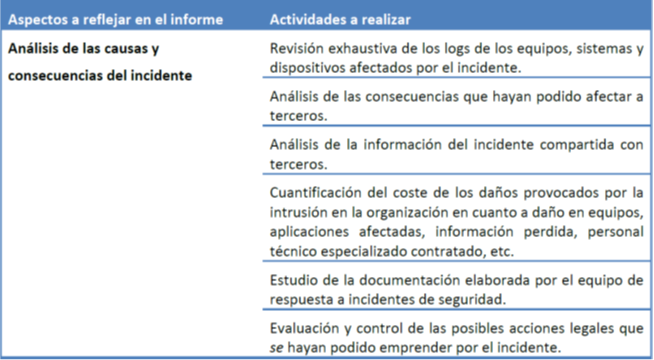 Aspectos a reflejar en el informe
Actividades a realizar
Análisis de las causas y
consecuencias del incidente
Revisión exhaustiva de los logs de los equipos, sistemas y
dispositivos afectados por el incidente.
Análisis de las consecuencias que hayan podido afectar a
terceros.
Análisis de la información del incidente compartida con
terceros.
Cuantificación del coste de los daños provocados por la
intrusión en la organización en cuanto a daño en equipos,
aplicaciones afectadas, información perdida, personal
técnico especializado contratado, etc.
Estudio de la documentación elaborada por el equipo de
respuesta a incidentes de seguridad.
Evaluación y control de las posibles acciones legales que
se hayan podido emprender por el incidente.